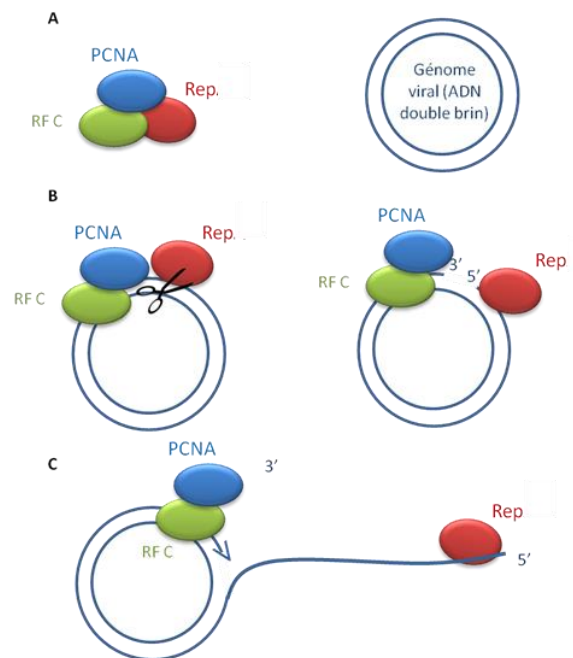 A
PCNA
Rep.
RF C
Génome
viral (ADN
double brin)
B
PCNA
Rep..
RF C
PCNA
3'
5'
Rep
RF C
C
PCNA
3'
RF C
Rep
5'